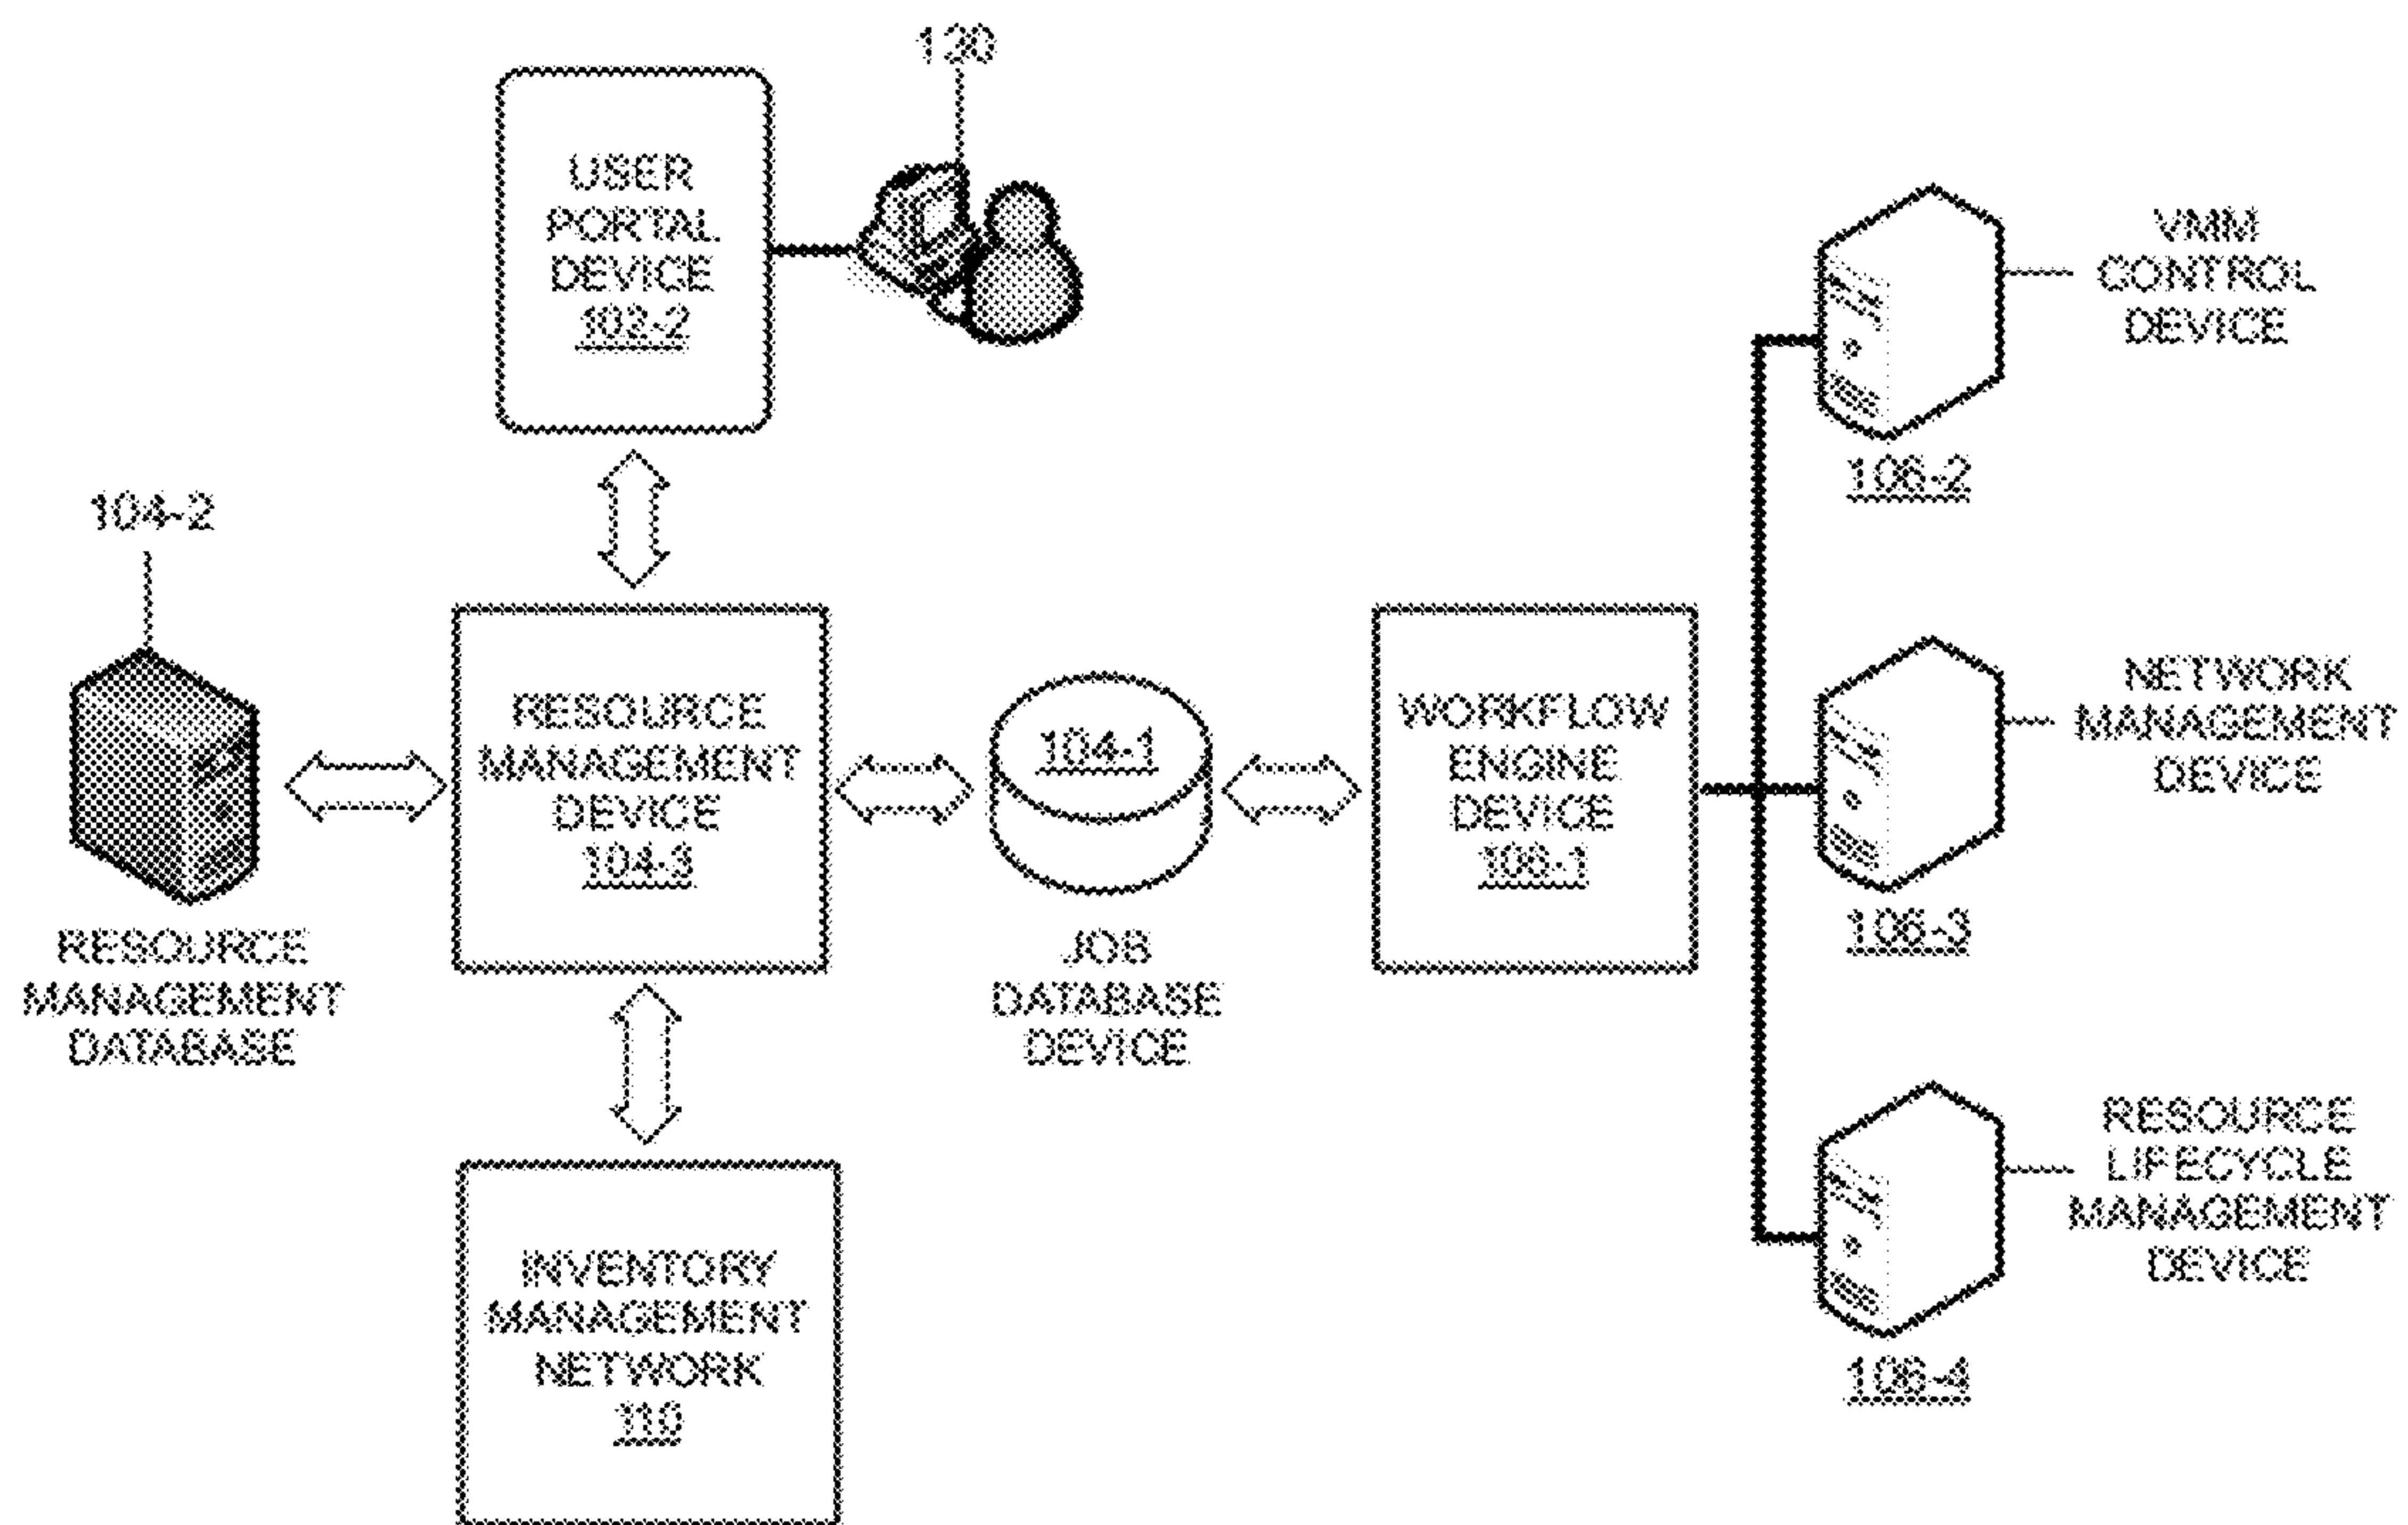 120
USER
PORTAL
DEVICE
102-2
VMM
CONTROL
DEVICE
106-2
104-2
RESOURCE
MANAGEMENT
DEVICE
104-3
104-1
WORKFLOW
ENGINE
DEVICE
106-1
NETWORK
MANAGEMENT
DEVICE
106-3
RESOURCE
MANAGEMENT
DATABASE
JOB
DATABASE
DEVICE
RESOURCE
LIFECYCLE
MANAGEMENT
DEVICE
106-4
INVENTORY
MANAGEMENT
NETWORK
110